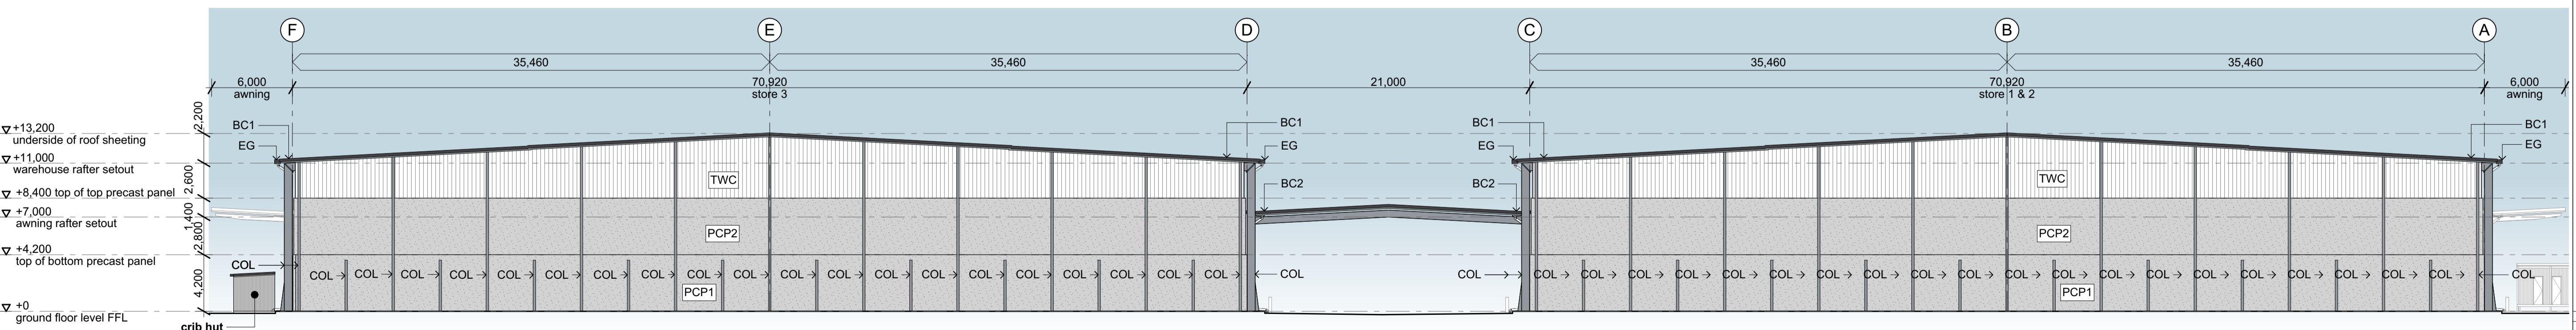 F E D C B A
35,460 35,460 35,460 35,460
6,000 70,920 21,000 70,920 6,000
awning store 3 store 1 & 2 awning
2,200
BC1 BC1 BC1 BC1
+13,200
underside of roof sheeting
EG EG EG EG
+11,000
warehouse rafter setout
2,600
TWC TWC
+8,400 top of top precast panel
BC2 BC2
+7,000
awning rafter setout
1,400
PCP2 PCP2
2,800
+4,200
top of bottom precast panel
COL
COL COL COL COL COL COL COL COL COL COL COL COL COL COL COL COL COL COL COL COL COL
COL COL COL COL COL COL COL COL COL COL COL COL COL COL COL COL COL COL COL COL COL COL
4,200
PCP1 PCP1
+0
ground floor level FFL
crib hut